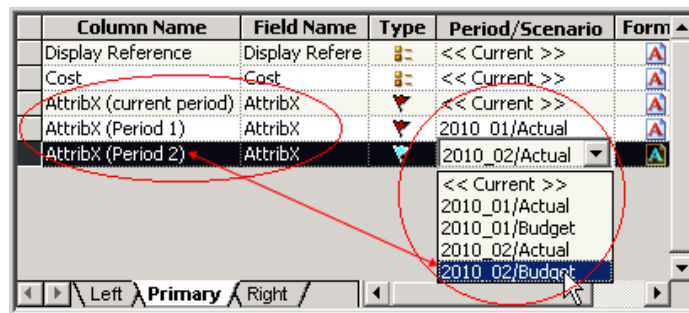 Column Name Field Name Type Period/Scenario Form
Display Reference Display Refere << Current >>
Cost Cost << Current >>
AttribX (current period) AttribX << Current >>
AttribX (Period 1) AttribX 2010_01/Actual
AttribX (Period 2) AttribX 2010_02/Actual
<< Current >>
2010_01/Actual
2010_01/Budget
2010_02/Actual
2010_02/Budget
Left Primary Right